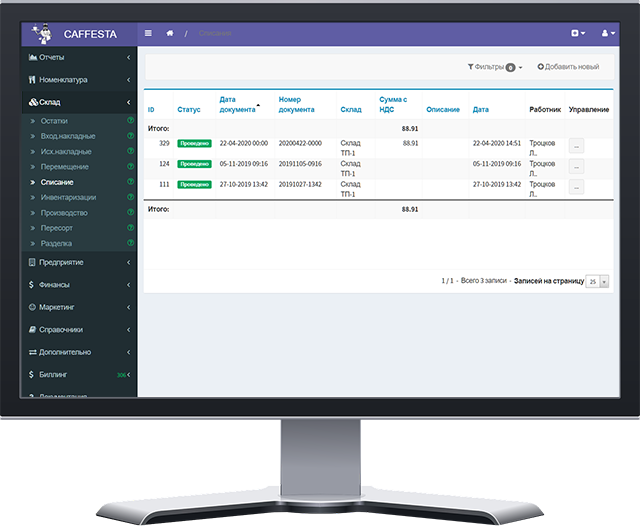 CAFFESTA
/ Списания
Отчеты
Номенклатура
Склад
Остатки
Вход.накладные
Исх.накладные
Перемещение
Списание
Инвентаризации
Производство
Пересорт
Разделка
Предприятие
$ Финансы
Маркетинг
Справочники
Дополнительно
$ Биллинг 306
Фильтры 0
Добавить новый
ID Статус Дата документа Номер документа Склад Сумма с НДС Описание Дата Работник Управление
Итого: 88.91
329 Проведено 22-04-2020 00:00 20200422-0000 Склад ТП-1 88.91 22-04-2020 14:51 Троцков Л.. ...
124 Проведено 05-11-2019 09:16 20191105-0916 Склад ТП-1 05-11-2019 09:16 Троцков Л.. ...
111 Проведено 27-10-2019 13:42 20191027-1342 Склад ТП-1 27-10-2019 13:42 Троцков Л.. ...
Итого: 88.91
1 / 1 - Всего 3 записи - Записей на страницу 25